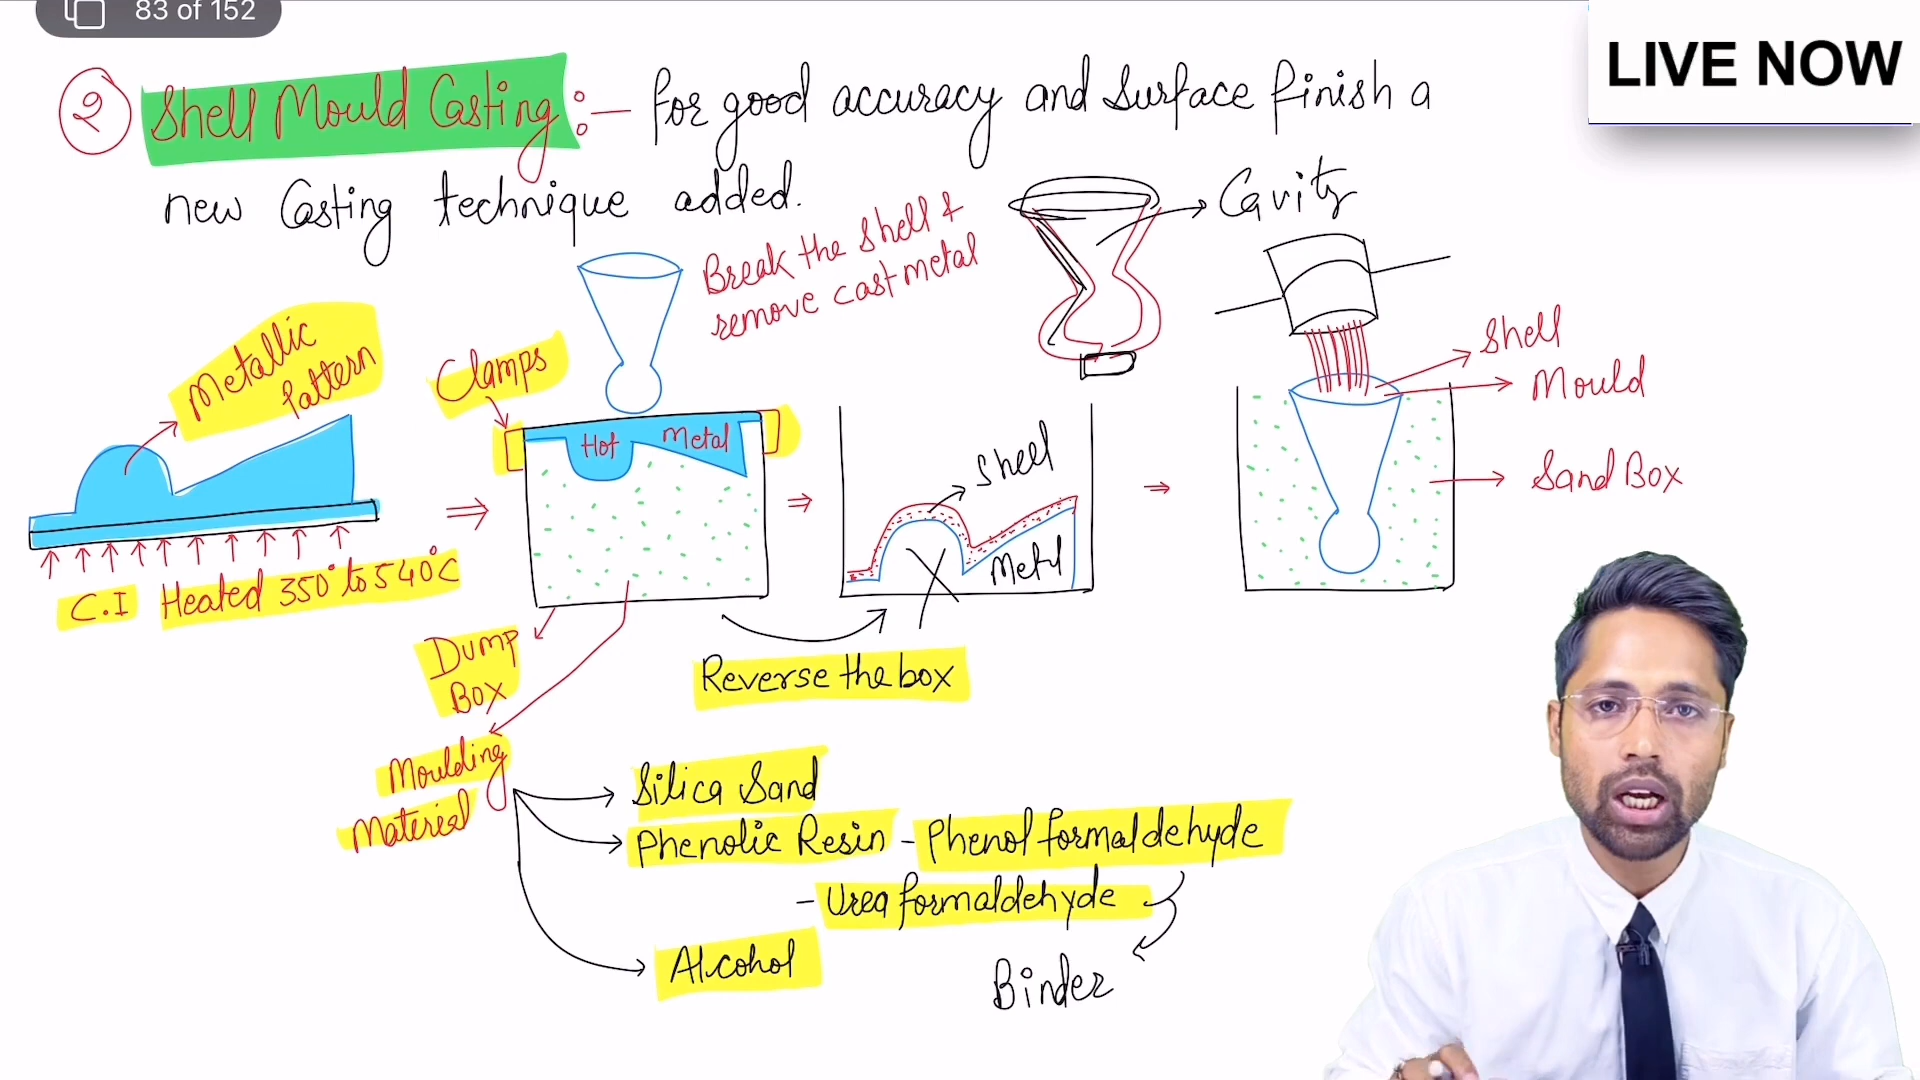 83 of 152
LIVE NOW
2 Shell Mould Casting :- for good accuracy and surface finish a
new Casting technique added.
Break the shell &
remove cast metal
Cavity
Metallic
Pattern
Clamps
Hot Metal
Shell
Metal
Shell
Mould
Sand Box
C.I Heated 350° to 540°C
Dump
Box
Reverse the box
Moulding
Material
Silica Sand
Phenolic Resin - Phenol formaldehyde
- Urea formaldehyde
Alcohol
Binder